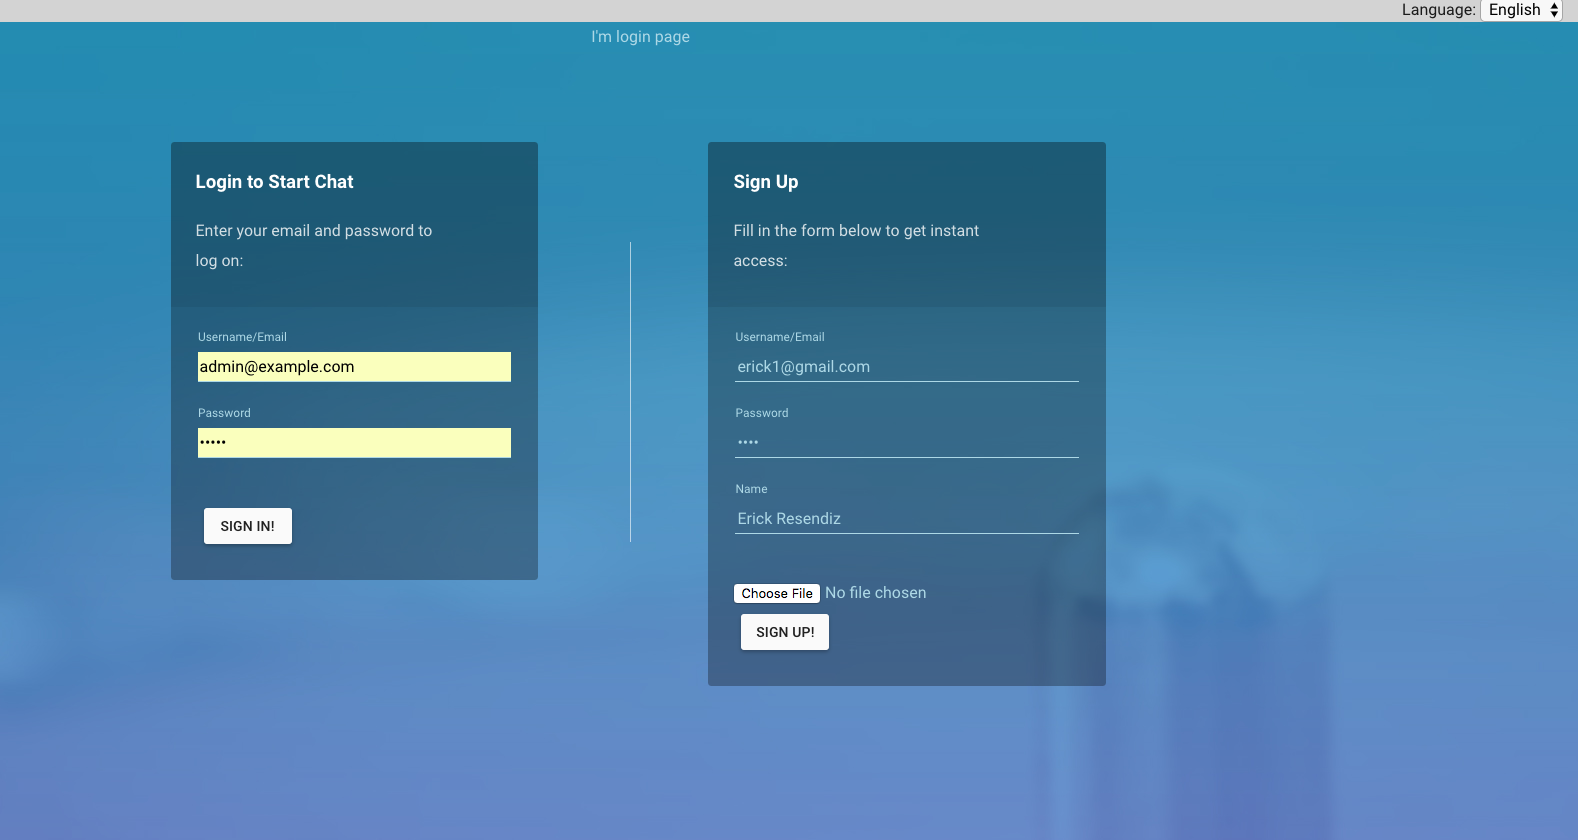 Language: English
I'm login page
Login to Start Chat
Enter your email and password to
log on:
Username/Email
admin@example.com
Password
•••••
SIGN IN!
Sign Up
Fill in the form below to get instant
access:
Username/Email
erick1@gmail.com
Password
••••
Name
Erick Resendiz
Choose File No file chosen
SIGN UP!